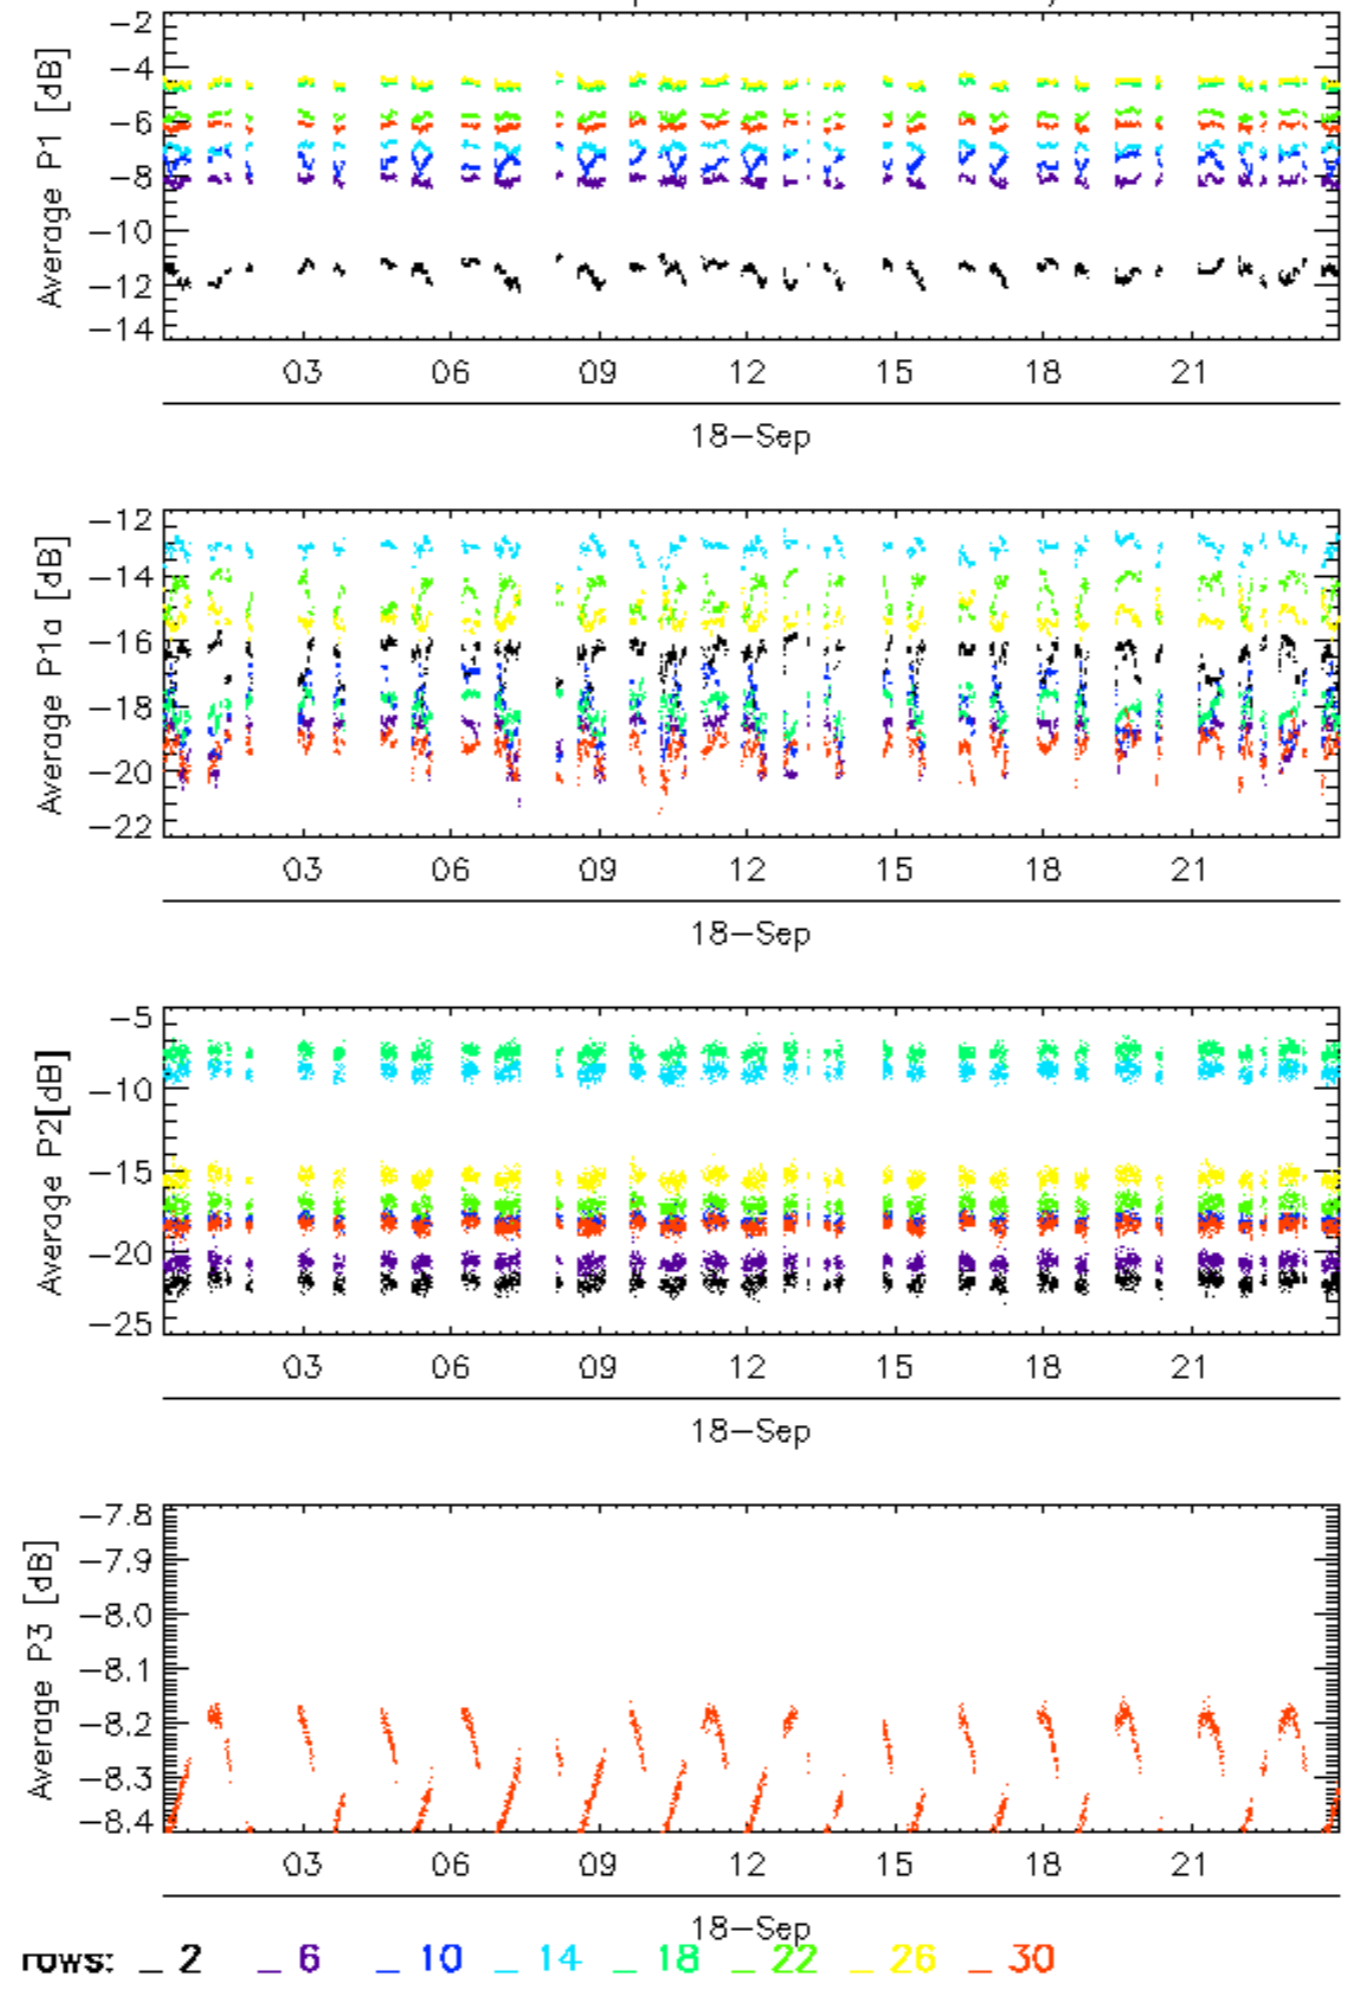 Average P1 [dB]
-2
-4
-6
-8
-10
-12
-14
03 06 09 12 15 18 21
18-Sep
Average P1a [dB]
-12
-14
-16
-18
-20
-22
03 06 09 12 15 18 21
18-Sep
Average P2[dB]
-5
-10
-15
-20
-25
03 06 09 12 15 18 21
18-Sep
Average P3 [dB]
-7.8
-7.9
-8.0
-8.1
-8.2
-8.3
-8.4
03 06 09 12 15 18 21
18-Sep
rows: _ 2 _ 6 _ 10 _ 14 _ 18 _ 22 _ 26 _ 30